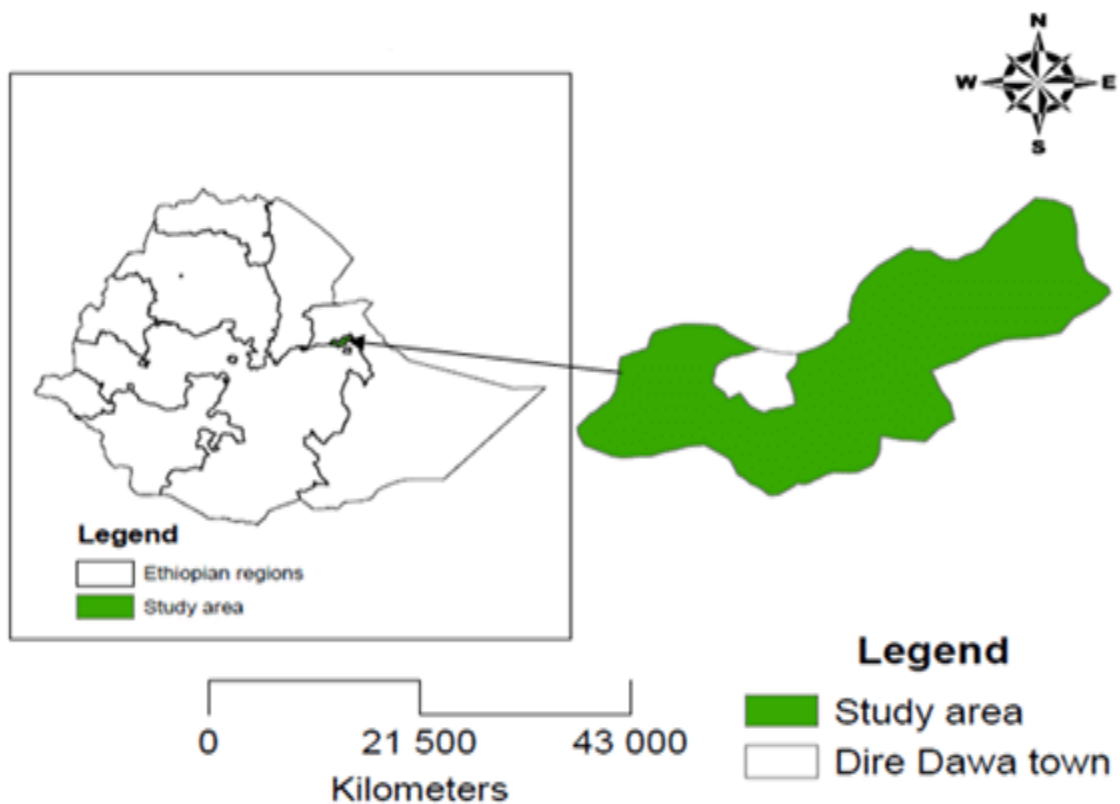 N
W E
S
Legend
Ethiopian regions
Study area
0 21 500 43 000
Kilometers
Legend
Study area
Dire Dawa town